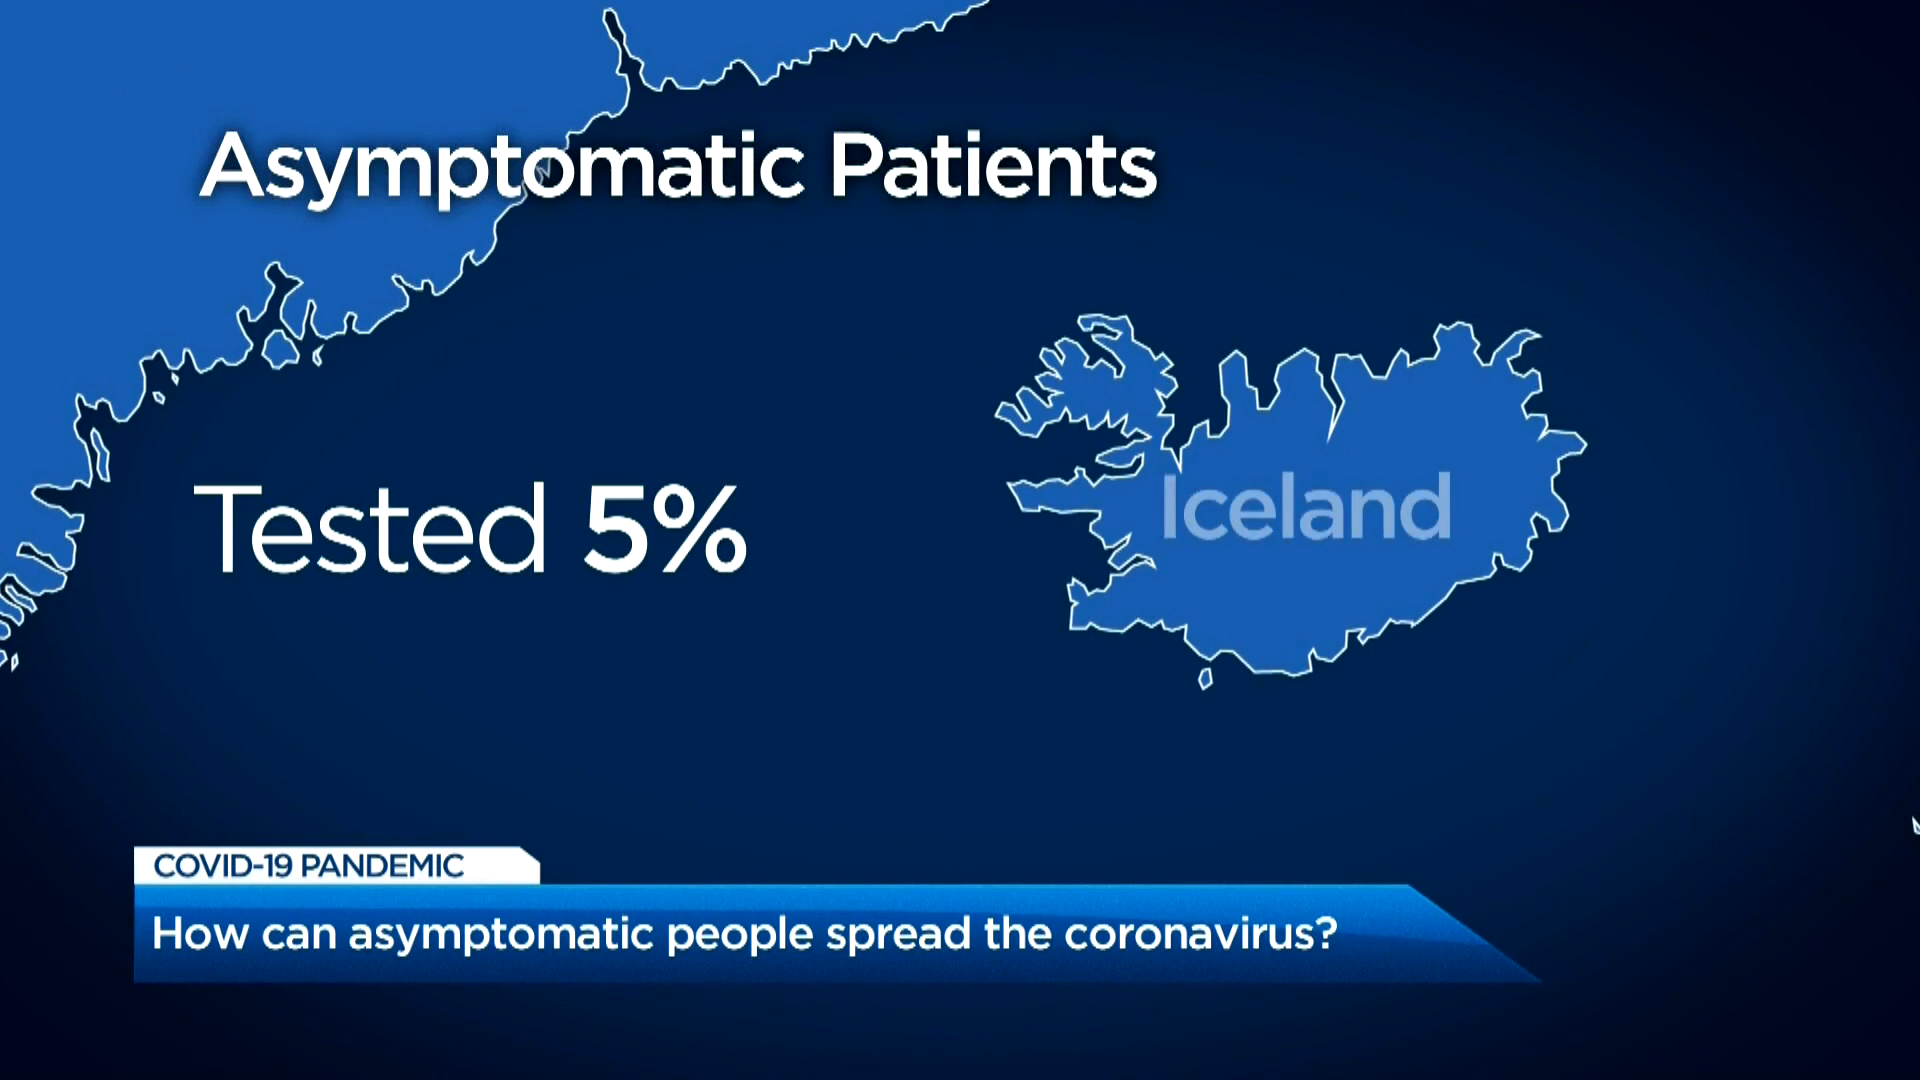 Asymptomatic Patients
Tested 5%
Iceland
COVID-19 PANDEMIC
How can asymptomatic people spread the coronavirus?